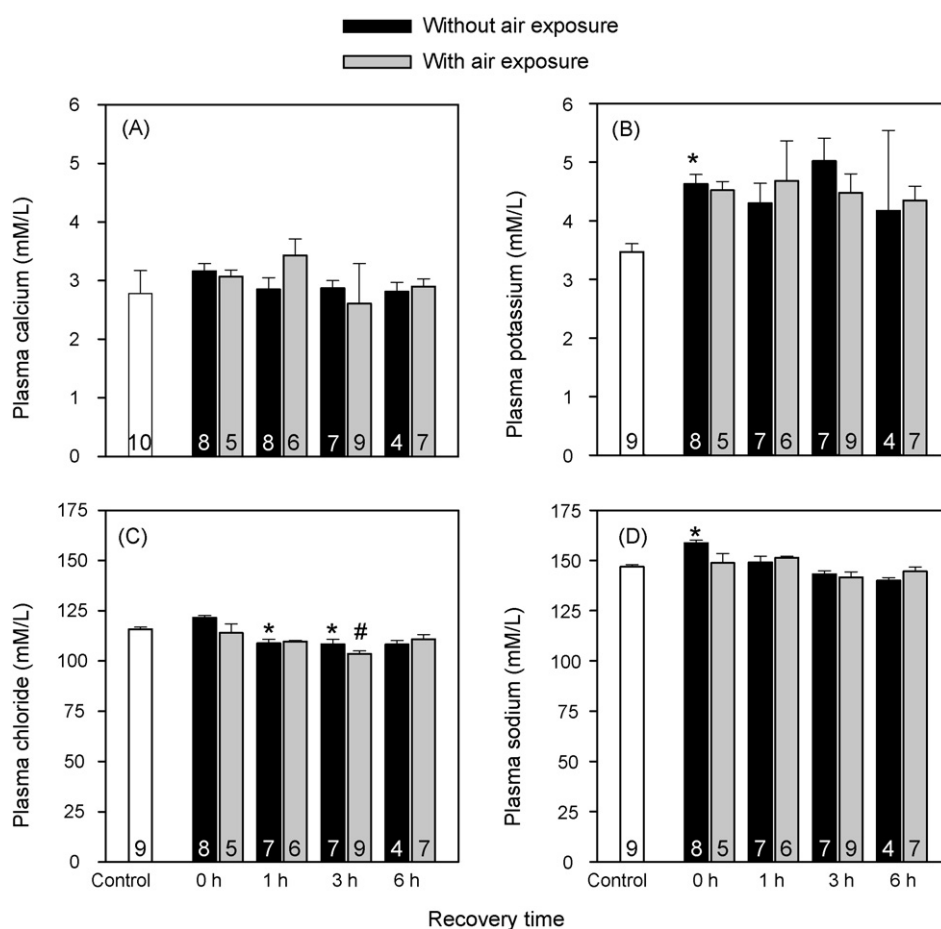 Without air exposure
With air exposure
(A)
Plasma calcium (mM/L)
6
5
4
3
2
1
0
10 8 5 8 6 7 9 4 7
(B)
*
Plasma potassium (mM/L)
6
5
4
3
2
1
0
9 8 5 7 6 7 9 4 7
(C)
* * #
Plasma chloride (mM/L)
175
150
125
100
75
50
25
0
9 8 5 7 6 7 9 4 7
Control 0 h 1 h 3 h 6 h
(D)
*
Plasma sodium (mM/L)
175
150
125
100
75
50
25
0
9 8 5 7 6 7 9 4 7
Control 0 h 1 h 3 h 6 h
Recovery time